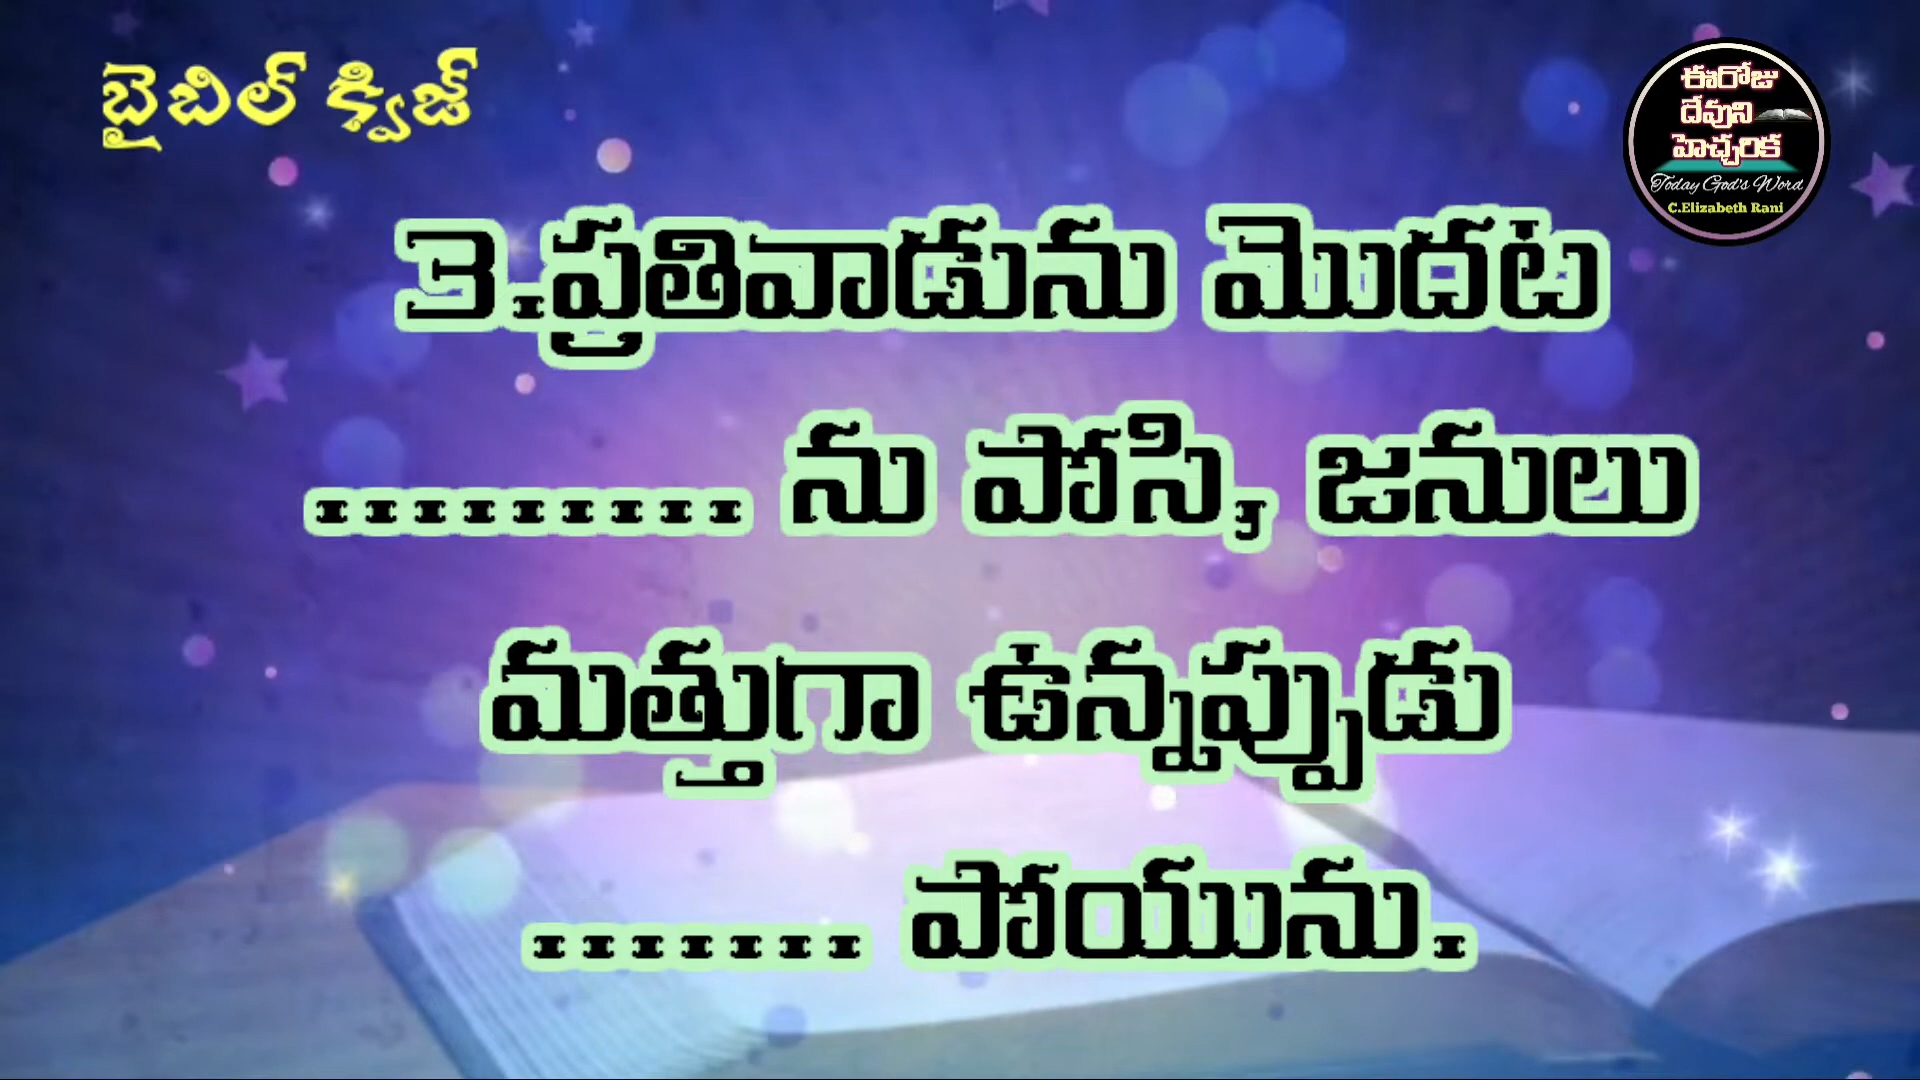 బైబిల్ క్విజ్
ఈరోజు
దేవుని
హెచ్చరిక
Today God's Word
C.Elizabeth Rani
3.ప్రతివాడును మొదట
......... ను పోసి, జనులు
మత్తుగా ఉన్నప్పుడు
....... పోయును.